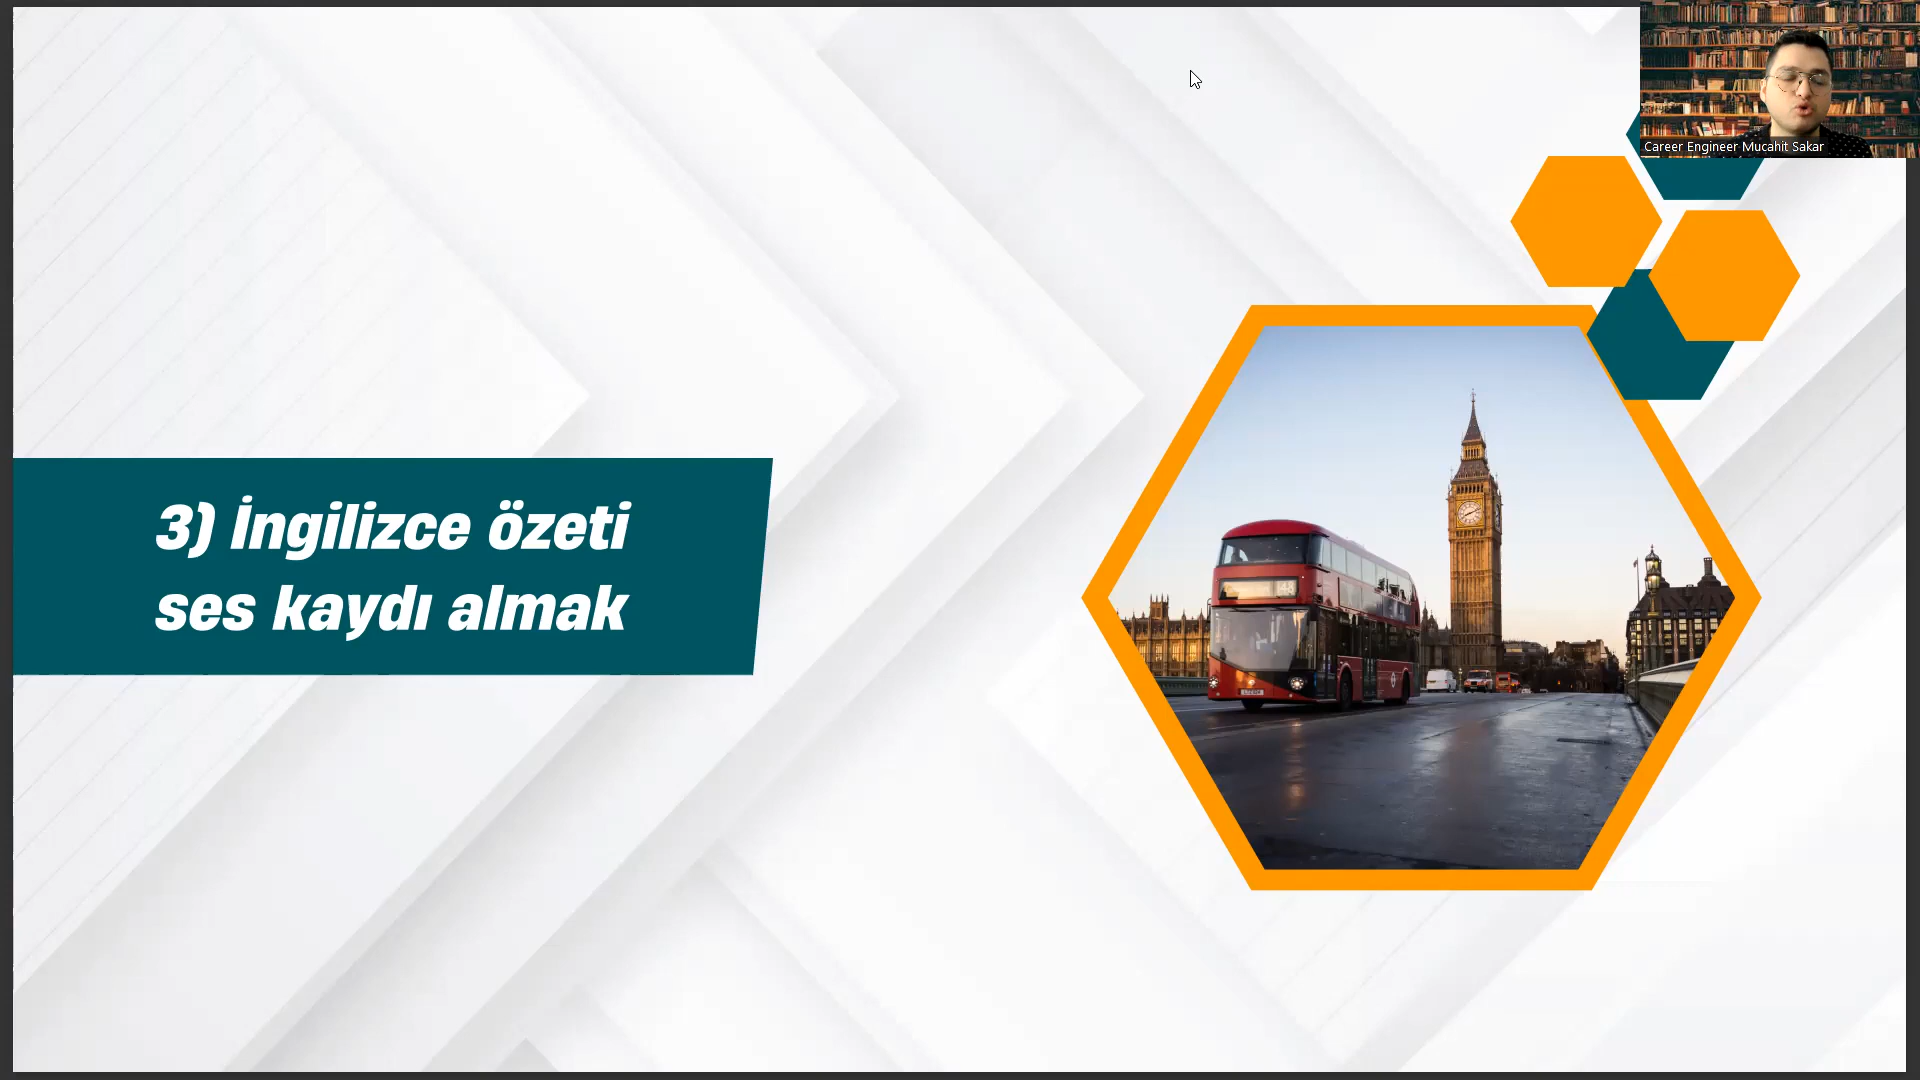 Career Engineer Mucahit Sakar
3) İngilizce özeti
ses kaydı almak